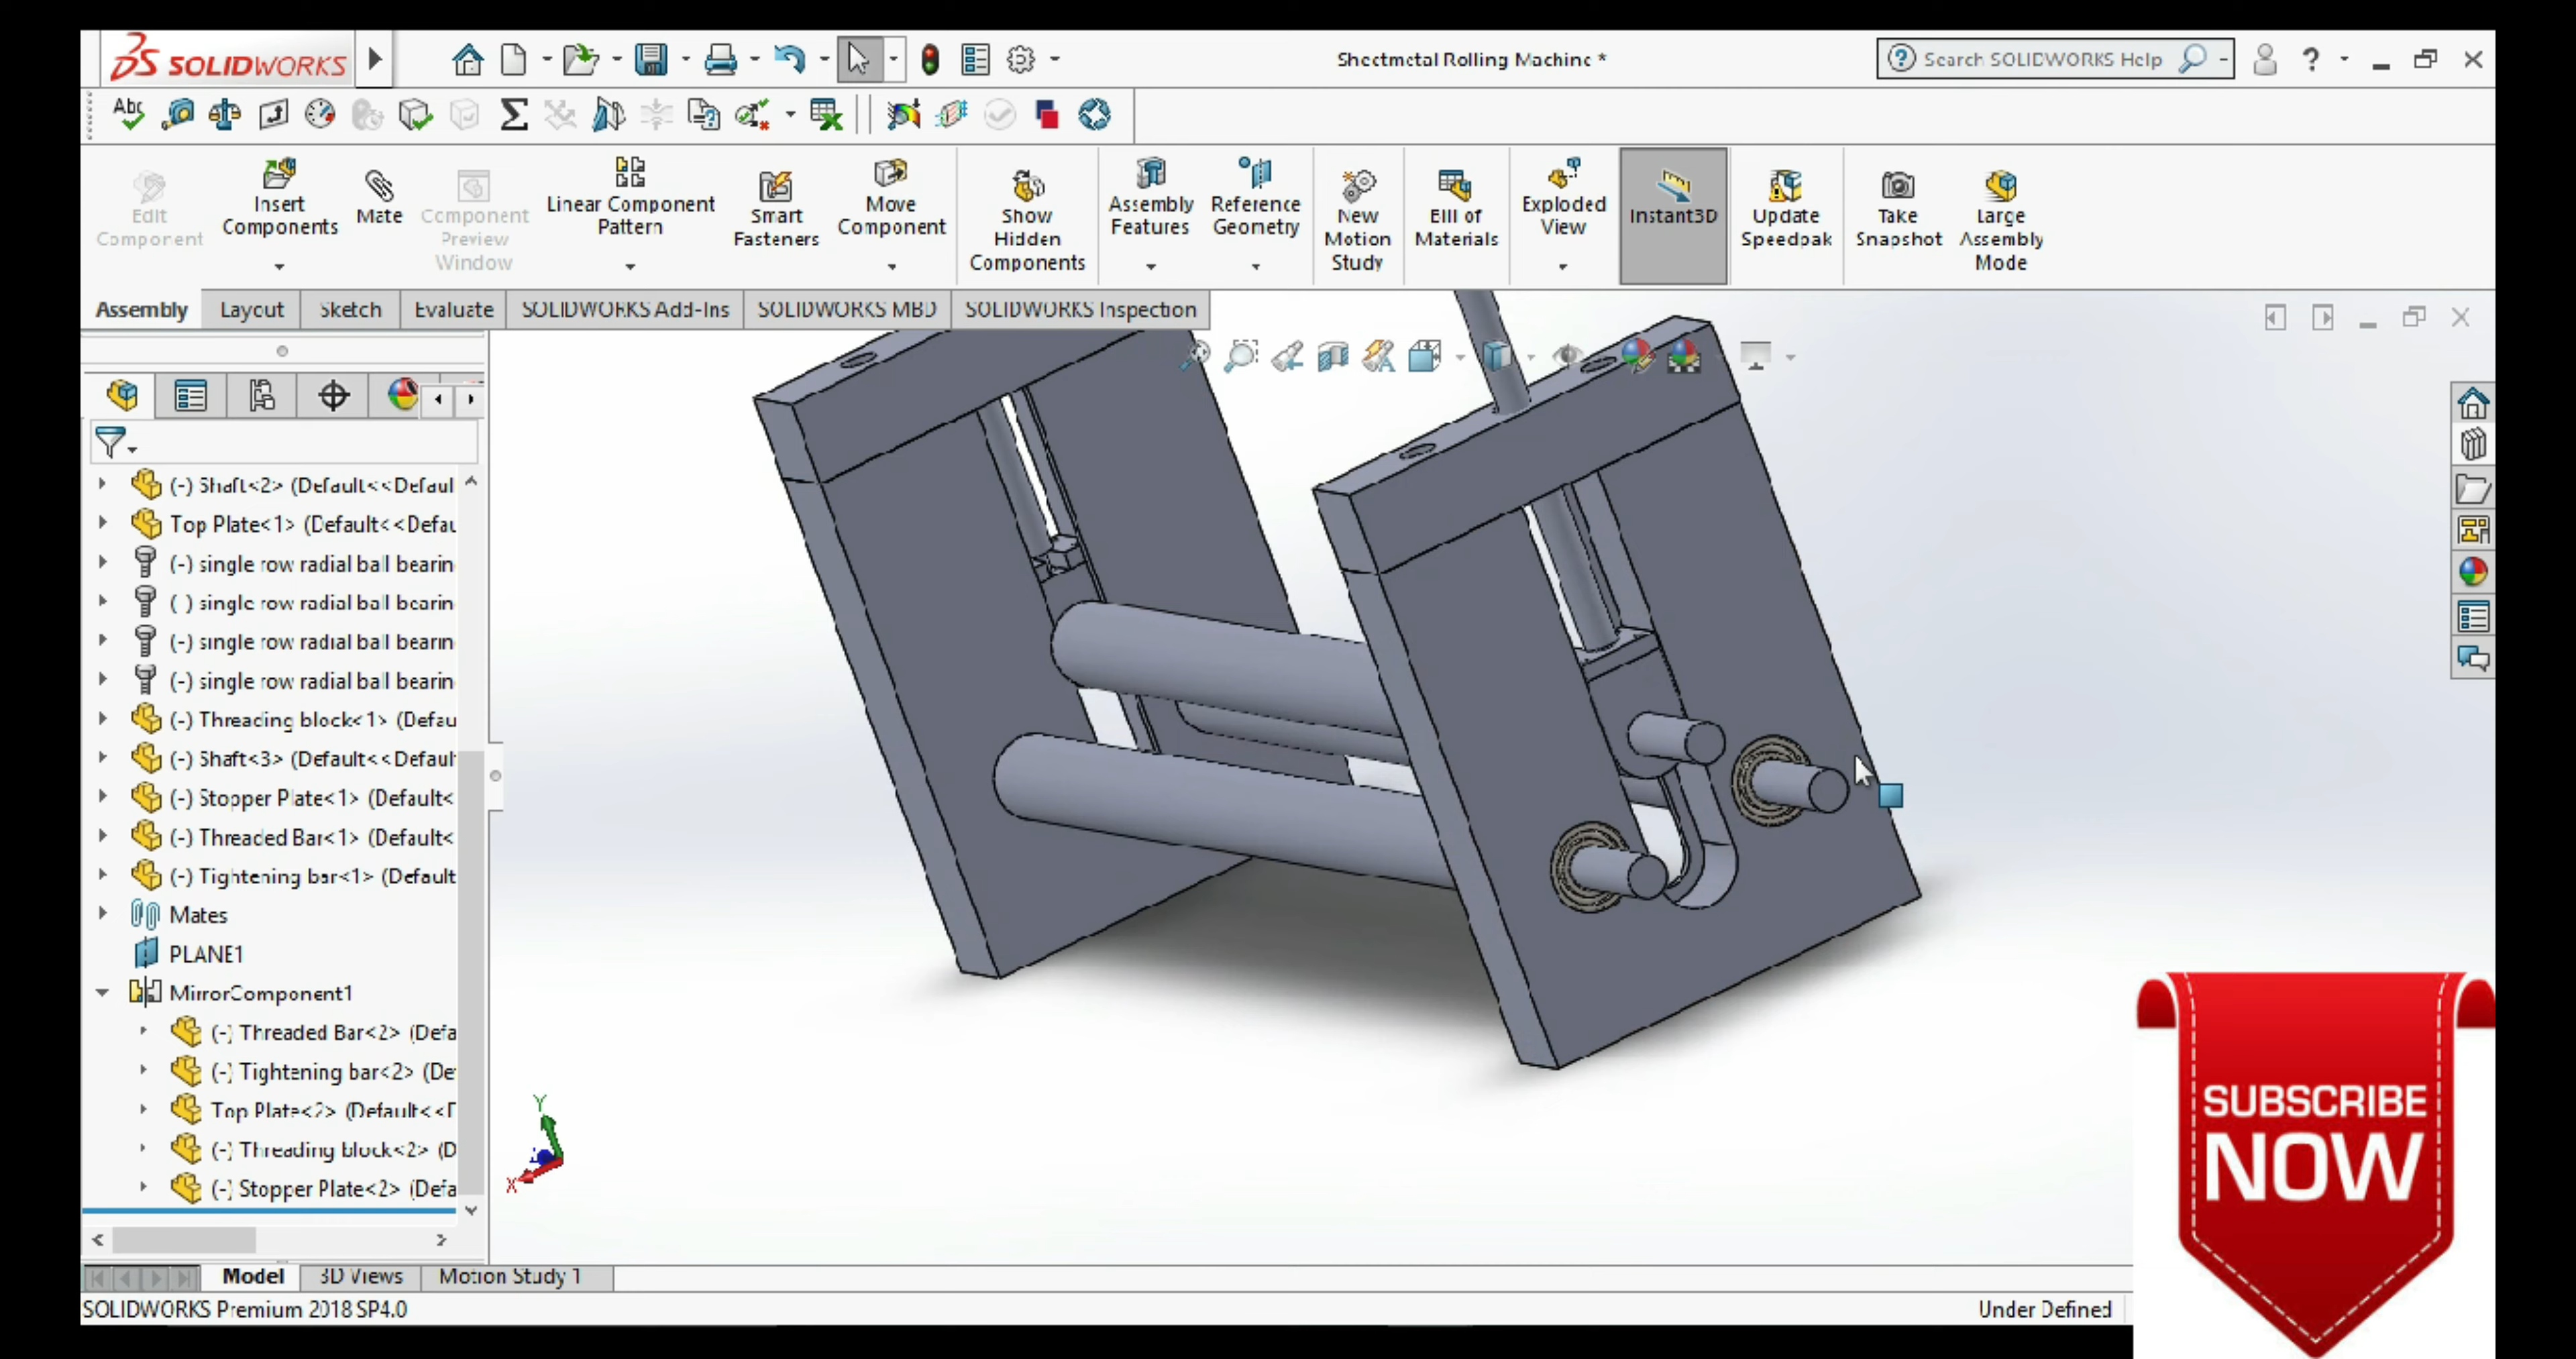 SOLIDWORKS
Sheetmetal Rolling Machine *
Search SOLIDWORKS Help
Abc
Edit Component
Insert Components
Mate
Component Preview Window
Linear Component Pattern
Smart Fasteners
Move Component
Show Hidden Components
Assembly Features
Reference Geometry
New Motion Study
Bill of Materials
Exploded View
Instant3D
Update Speedpak
Take Snapshot
Large Assembly Mode
Assembly
Layout
Sketch
Evaluate
SOLIDWORKS Add-Ins
SOLIDWORKS MBD
SOLIDWORKS Inspection
(-) Shaft<2> (Default<<Defaul
Top Plate<1> (Default<<Defau
(-) single row radial ball bearin
(-) single row radial ball bearin
(-) single row radial ball bearin
(-) single row radial ball bearin
(-) Threading block<1> (Defau
(-) Shaft<3> (Default<<Default
(-) Stopper Plate<1> (Default<
(-) Threaded Bar<1> (Default<
(-) Tightening bar<1> (Default
Mates
PLANE1
MirrorComponent1
(-) Threaded Bar<2> (Defa
(-) Tightening bar<2> (De
Top Plate<2> (Default<<
(-) Threading block<2> (D
(-) Stopper Plate<2> (Defa
Y
X
Model
3D Views
Motion Study 1
SOLIDWORKS Premium 2018 SP4.0
Under Defined
SUBSCRIBE
NOW